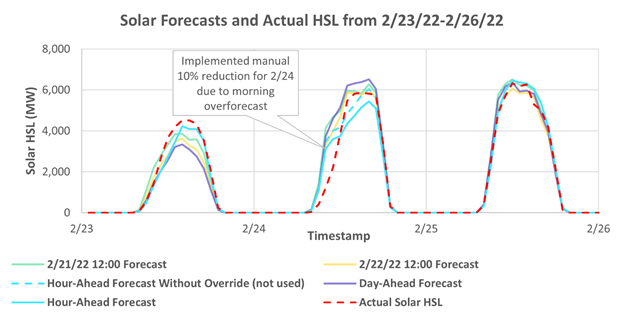 Solar Forecasts and Actual HSL from 2/23/22-2/26/22
8,000
6,000
4,000
2,000
0
Solar HSL (MW)
Implemented manual
10% reduction for 2/24
due to morning
overforecast
2/23
2/24
2/25
2/26
Timestamp
2/21/22 12:00 Forecast
2/22/22 12:00 Forecast
Hour-Ahead Forecast Without Override (not used)
Day-Ahead Forecast
Hour-Ahead Forecast
Actual Solar HSL